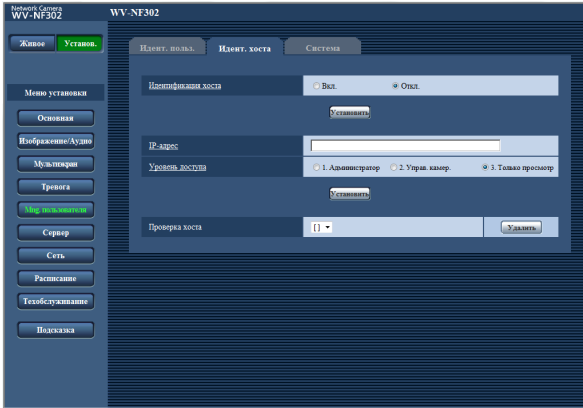 Network Camera
WV-NF302
WV-NF302
Живое
Установ.
Идент. польз.
Идент. хоста
Система
Меню установки
Основная
Изображение/Аудио
Мультиэкран
Тревога
Mng. пользователи
Сервер
Сеть
Расписание
Техобслуживание
Подсказка
Идентификация хоста
Вкл.
Откл.
Установить
IP-адрес
Уровень доступа
1. Администратор
2. Управ. камер.
3. Только просмотр
Установить
Проверка хоста
[ ]
Удалить